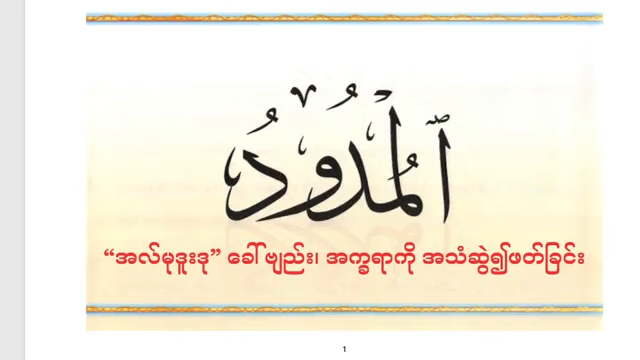 ٱلْمُدُودُ
“အလ်မုဒူးဒု” ခေါ် ဗျည်း၊ အက္ခရာကို အသံဆွဲ၍ဖတ်ခြင်း
1